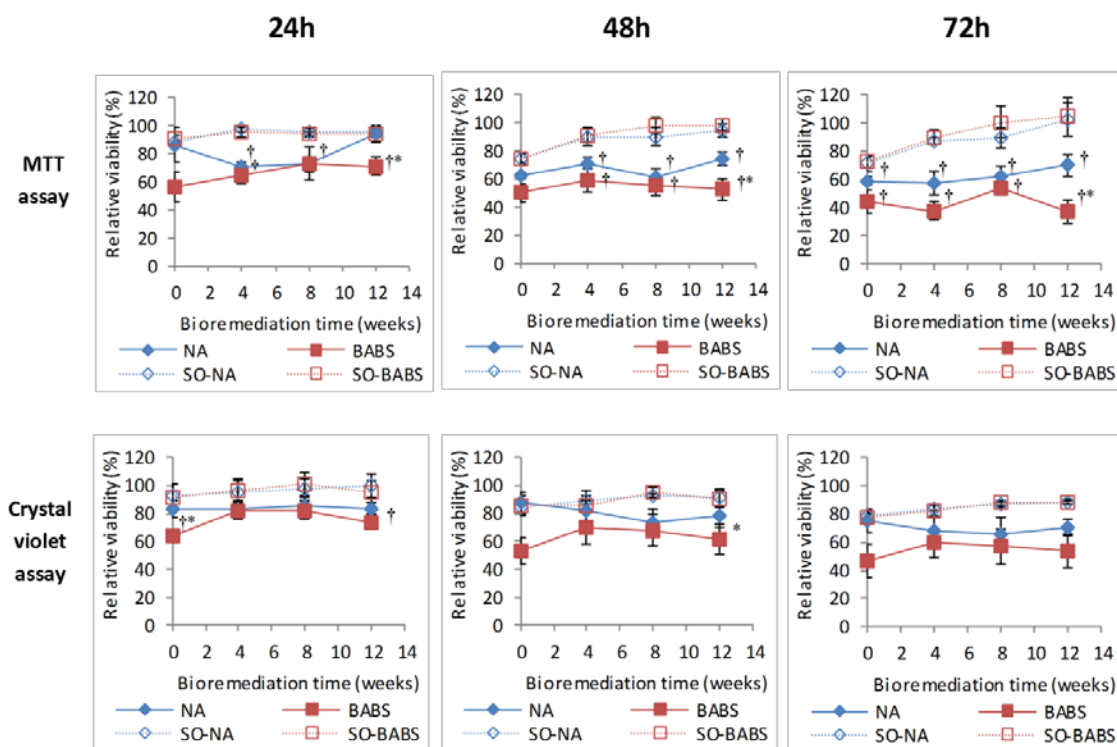 24h 48h 72h
MTT assay
Relative viability (%)
120
100
80
60
40
20
0
† † † †*
0 2 4 6 8 10 12 14
Bioremediation time (weeks)
NA BABS
SO-NA SO-BABS
Relative viability (%)
120
100
80
60
40
20
0
† † † † † †*
0 2 4 6 8 10 12 14
Bioremediation time (weeks)
NA BABS
SO-NA SO-BABS
Relative viability (%)
120
100
80
60
40
20
0
† † † † † † † †*
0 2 4 6 8 10 12 14
Bioremediation time (weeks)
NA BABS
SO-NA SO-BABS
Crystal violet assay
Relative viability (%)
120
100
80
60
40
20
0
†* †
0 2 4 6 8 10 12 14
Bioremediation time (weeks)
NA BABS
SO-NA SO-BABS
Relative viability (%)
120
100
80
60
40
20
0
*
0 2 4 6 8 10 12 14
Bioremediation time (weeks)
NA BABS
SO-NA SO-BABS
Relative viability (%)
120
100
80
60
40
20
0
0 2 4 6 8 10 12 14
Bioremediation time (weeks)
NA BABS
SO-NA SO-BABS